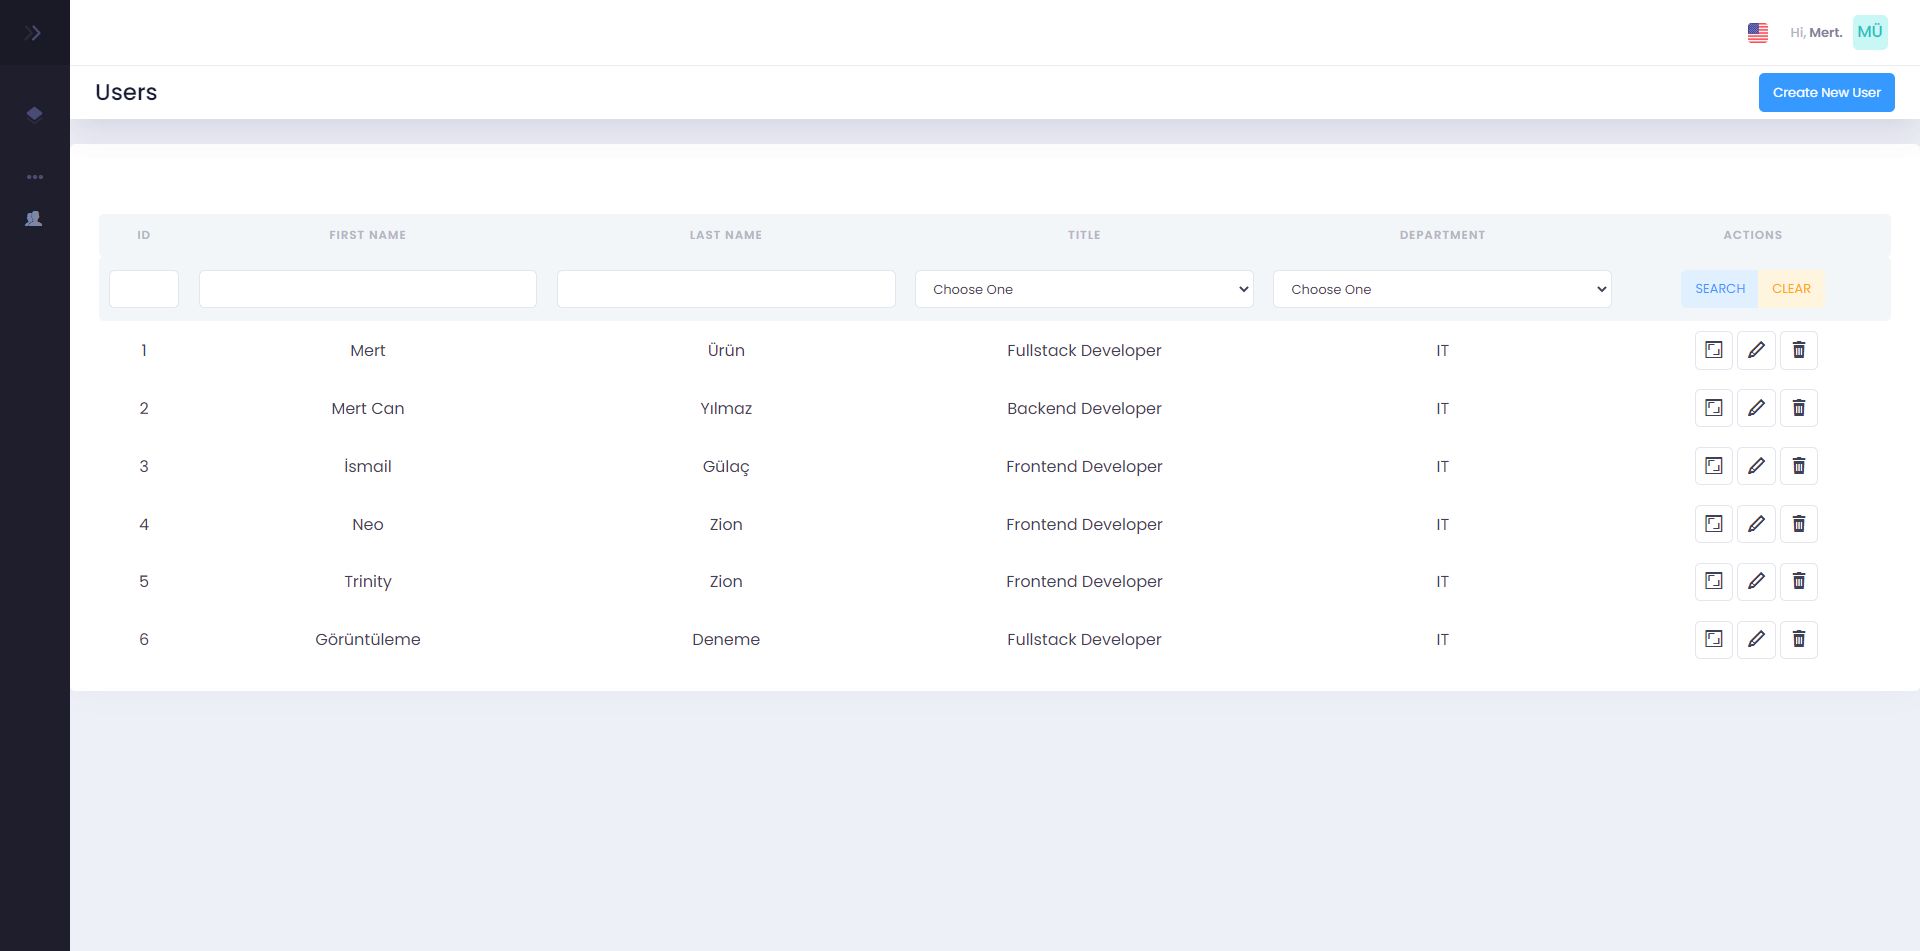 Hi, Mert. MÜ
Users Create New User
ID FIRST NAME LAST NAME TITLE DEPARTMENT ACTIONS
Choose One Choose One SEARCH CLEAR
1 Mert Ürün Fullstack Developer IT
2 Mert Can Yılmaz Backend Developer IT
3 İsmail Gülaç Frontend Developer IT
4 Neo Zion Frontend Developer IT
5 Trinity Zion Frontend Developer IT
6 Görüntüleme Deneme Fullstack Developer IT